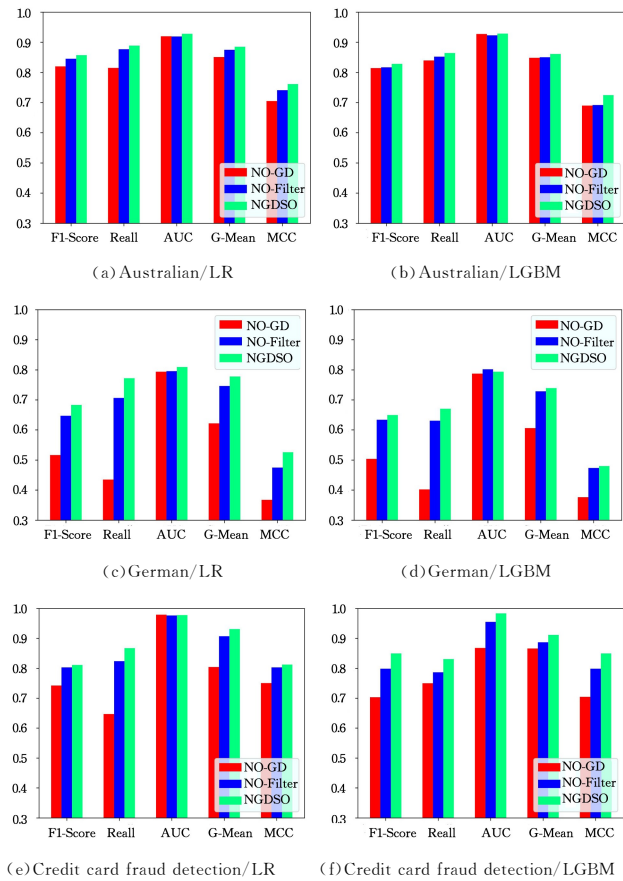 1.0
0.9
0.8
0.7
0.6
0.5
0.4
0.3
NO-GD
NO-Filter
NGDSO
F1-Score Reall AUC G-Mean MCC
(a)Australian/LR
1.0
0.9
0.8
0.7
0.6
0.5
0.4
0.3
NO-GD
NO-Filter
NGDSO
F1-Score Reall AUC G-Mean MCC
(b)Australian/LGBM
1.0
0.9
0.8
0.7
0.6
0.5
0.4
0.3
NO-GD
NO-Filter
NGDSO
F1-Score Reall AUC G-Mean MCC
(c)German/LR
1.0
0.9
0.8
0.7
0.6
0.5
0.4
0.3
NO-GD
NO-Filter
NGDSO
F1-Score Reall AUC G-Mean MCC
(d)German/LGBM
1.0
0.9
0.8
0.7
0.6
0.5
0.4
0.3
NO-GD
NO-Filter
NGDSO
F1-Score Reall AUC G-Mean MCC
(e)Credit card fraud detection/LR
1.0
0.9
0.8
0.7
0.6
0.5
0.4
0.3
NO-GD
NO-Filter
NGDSO
F1-Score Reall AUC G-Mean MCC
(f)Credit card fraud detection/LGBM